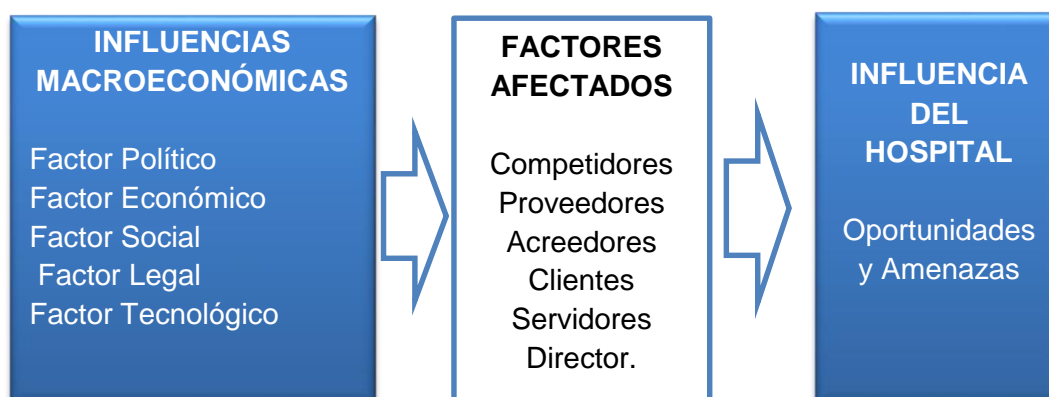 INFLUENCIAS
MACROECONÓMICAS
Factor Político
Factor Económico
Factor Social
Factor Legal
Factor Tecnológico
FACTORES
AFECTADOS
Competidores
Proveedores
Acreedores
Clientes
Servidores
Director.
INFLUENCIA
DEL
HOSPITAL
Oportunidades
y Amenazas